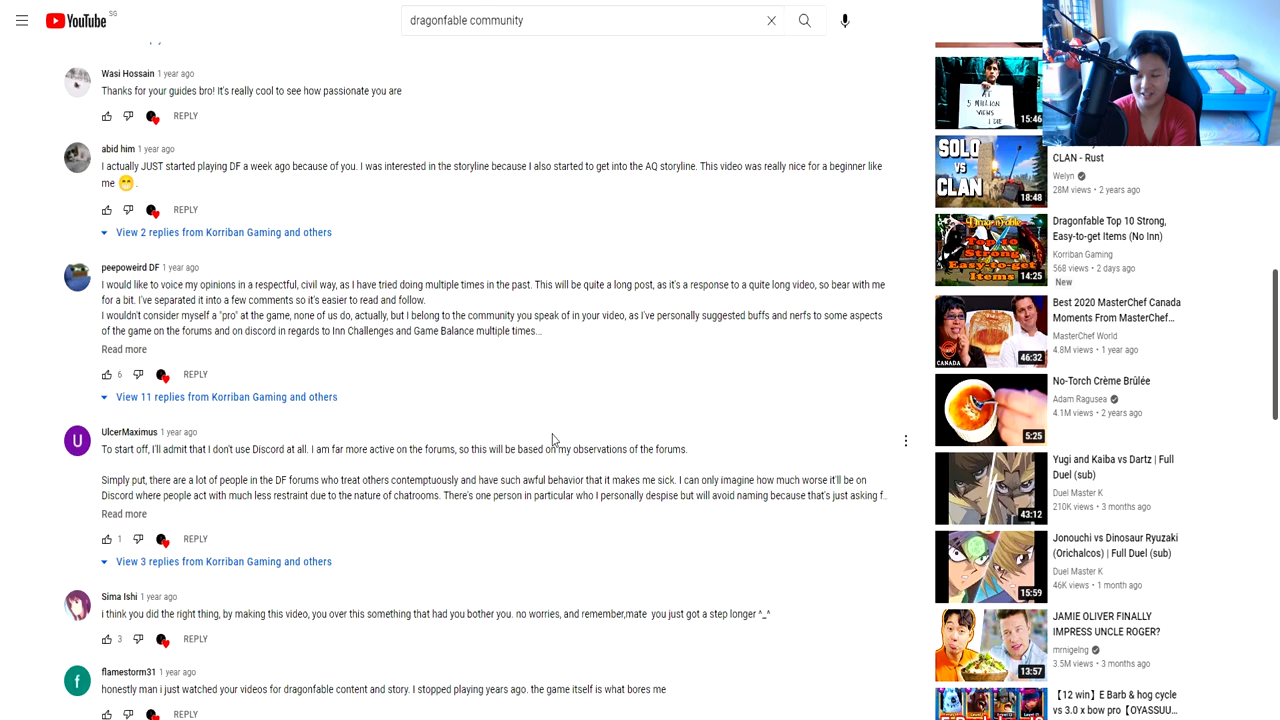 YouTube SG
dragonfable community
Wasi Hossain 1 year ago
Thanks for your guides bro! It's really cool to see how passionate you are
REPLY
abid him 1 year ago
I actually JUST started playing DF a week ago because of you. I was interested in the storyline because I also started to get into the AQ storyline. This video was really nice for a beginner like
me 😁.
REPLY
View 2 replies from Korriban Gaming and others
peepoweird DF 1 year ago
I would like to voice my opinions in a respectful, civil way, as I have tried doing multiple times in the past. This will be quite a long post, as it's a response to a quite long video, so bear with me
for a bit. I've separated it into a few comments so it's easier to read and follow.
I wouldn't consider myself a 'pro' at the game, none of us do, actually, but I belong to the community you speak of in your video, as I've personally suggested buffs and nerfs to some aspects
of the game on the forums and on discord in regards to Inn Challenges and Game Balance multiple times...
Read more
6 REPLY
View 11 replies from Korriban Gaming and others
U
UlcerMaximus 1 year ago
To start off, I'll admit that I don't use Discord at all. I am far more active on the forums, so this will be based on my observations of the forums.
Simply put, there are a lot of people in the DF forums who treat others contemptuously and have such awful behavior that it makes me sick. I can only imagine how much worse it'll be on
Discord where people act with much less restraint due to the nature of chatrooms. There's one person in particular who I personally despise but will avoid naming because that's just asking f..
Read more
1 REPLY
View 3 replies from Korriban Gaming and others
Sima Ishi 1 year ago
i think you did the right thing, by making this video, you over this something that had you bother you. no worries, and remember,mate you just got a step longer ^_^
3 REPLY
f
flamestorm31 1 year ago
honestly man i just watched your videos for dragonfable content and story. I stopped playing years ago. the game itself is what bores me
REPLY
AT
5 MILLION
VIEWS
I DIE
15:46
SOLO
VS
CLAN
18:48
CLAN - Rust
Welyn
28M views • 2 years ago
DragonFable
Top 10
Strong
Easy-to-get
Items
14:25
Dragonfable Top 10 Strong,
Easy-to-get Items (No Inn)
Korriban Gaming
568 views • 2 days ago
New
CANADA
46:32
Best 2020 MasterChef Canada
Moments From MasterChef...
MasterChef World
4.8M views • 1 year ago
5:25
No-Torch Crème Brûlée
Adam Ragusea
4.1M views • 2 years ago
43:12
Yugi and Kaiba vs Dartz | Full
Duel (sub)
Duel Master K
210K views • 3 months ago
15:59
Jonouchi vs Dinosaur Ryuzaki
(Orichalcos) | Full Duel (sub)
Duel Master K
46K views • 1 month ago
13:57
JAMIE OLIVER FINALLY
IMPRESS UNCLE ROGER?
mrnigelng
3.5M views • 3 months ago
【12 win】E Barb & hog cycle
vs 3.0 x bow pro【OYASSUU...